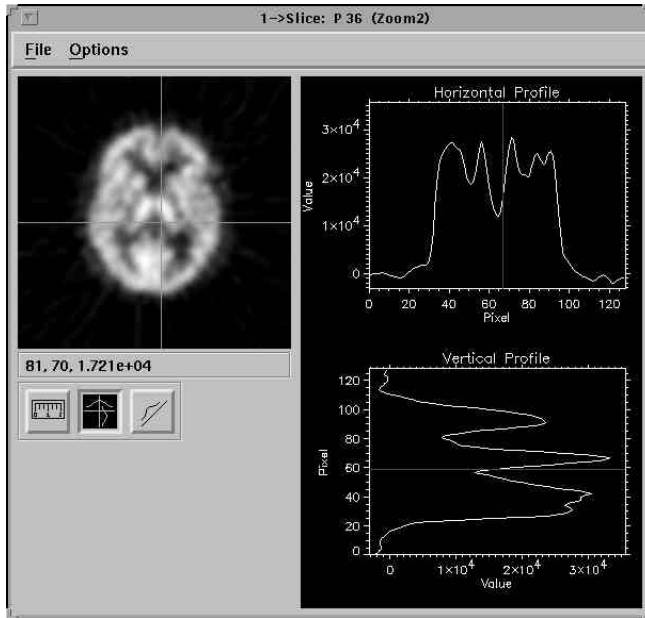 1->Slice: P 36 (Zoom2)
File Options
Horizontal Profile
3×10⁴
2×10⁴
1×10⁴
0
Value
0 20 40 60 80 100 120
Pixel
81, 70, 1.721e+04
Vertical Profile
120
100
80
60
40
20
0
Pixel
0 1×10⁴ 2×10⁴ 3×10⁴
Value